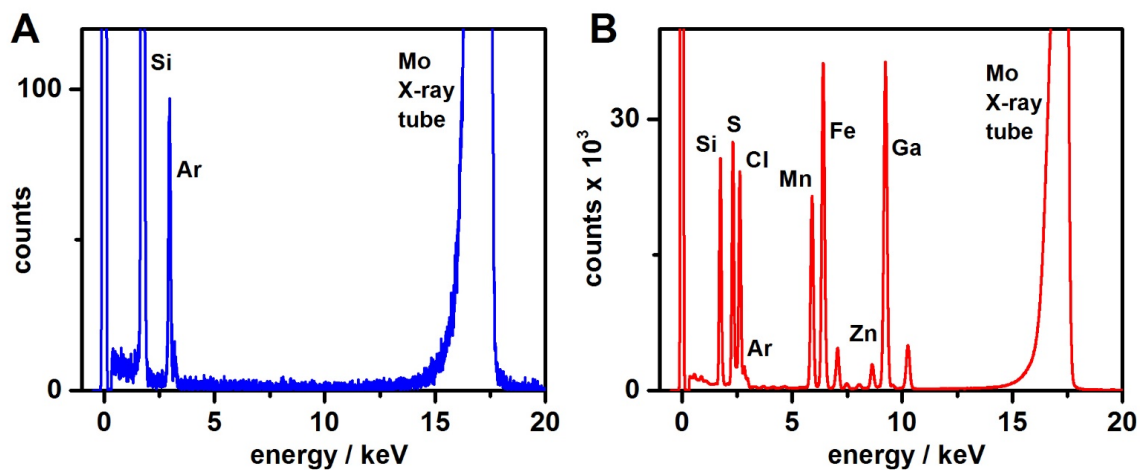 A
Si
Mo
X-ray
tube
100
Ar
counts
0
0 5 10 15 20
energy / keV
B
Mo
X-ray
tube
30
Si
S
Cl
Fe
Ga
Mn
counts x 10³
Ar
Zn
0
0 5 10 15 20
energy / keV